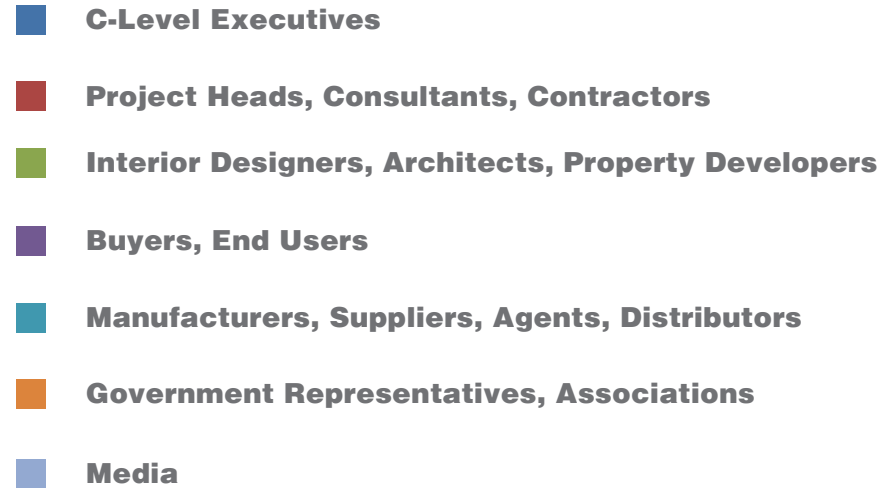 C-Level Executives
Project Heads, Consultants, Contractors
Interior Designers, Architects, Property Developers
Buyers, End Users
Manufacturers, Suppliers, Agents, Distributors
Government Representatives, Associations
Media